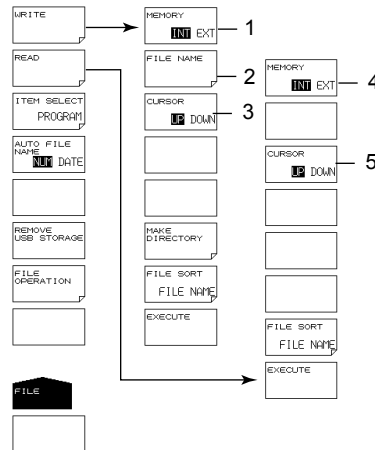 WRITE
READ
ITEM SELECT
PROGRAM
AUTO FILE
NAME
NUM DATE
REMOVE
USB STORAGE
FILE
OPERATION
FILE
MEMORY
INT EXT
1
FILE NAME
2
CURSOR
UP DOWN
3
MAKE
DIRECTORY
FILE SORT
FILE NAME
EXECUTE
MEMORY
INT EXT
4
CURSOR
UP DOWN
5
FILE SORT
FILE NAME
EXECUTE